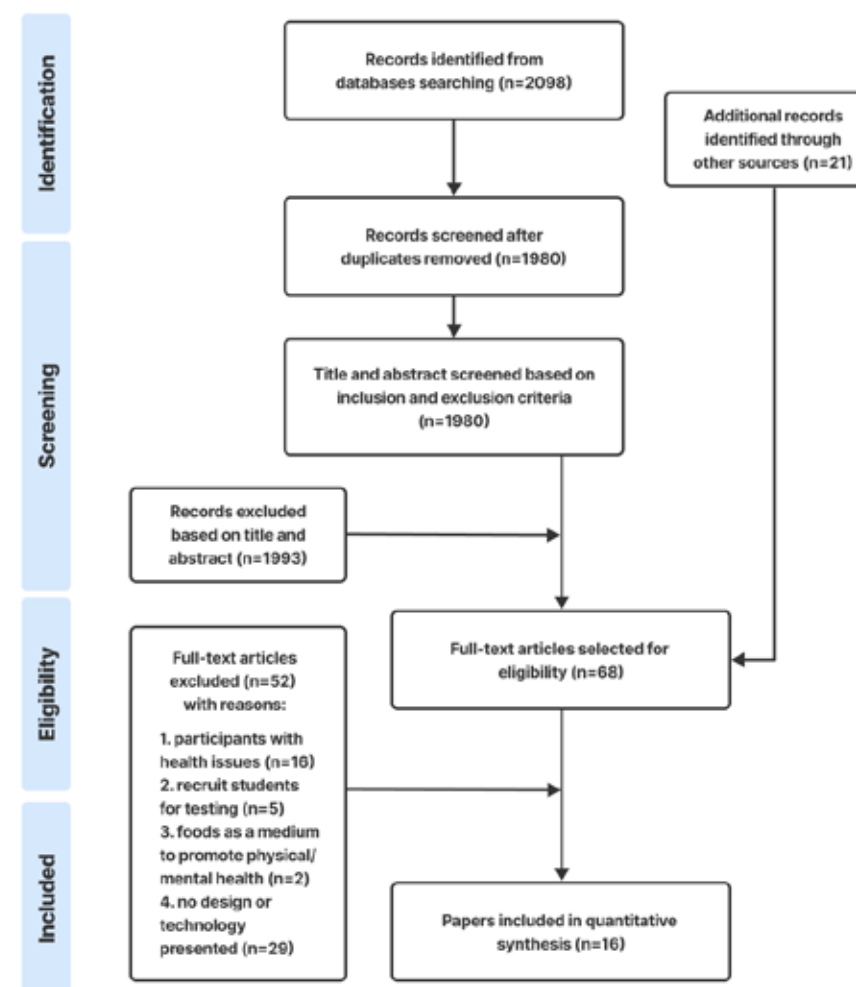 Identification
Records identified from
databases searching (n=2098)
Additional records
identified through
other sources (n=21)
Records screened after
duplicates removed (n=1980)
Screening
Title and abstract screened based on
inclusion and exclusion criteria
(n=1980)
Records excluded
based on title and
abstract (n=1993)
Eligibility
Full-text articles selected for
eligibility (n=68)
Full-text articles
excluded (n=52)
with reasons:
1. participants with
health issues (n=16)
2. recruit students
for testing (n=5)
3. foods as a medium
to promote physical/
mental health (n=2)
4. no design or
technology
presented (n=29)
Included
Papers included in quantitative
synthesis (n=16)